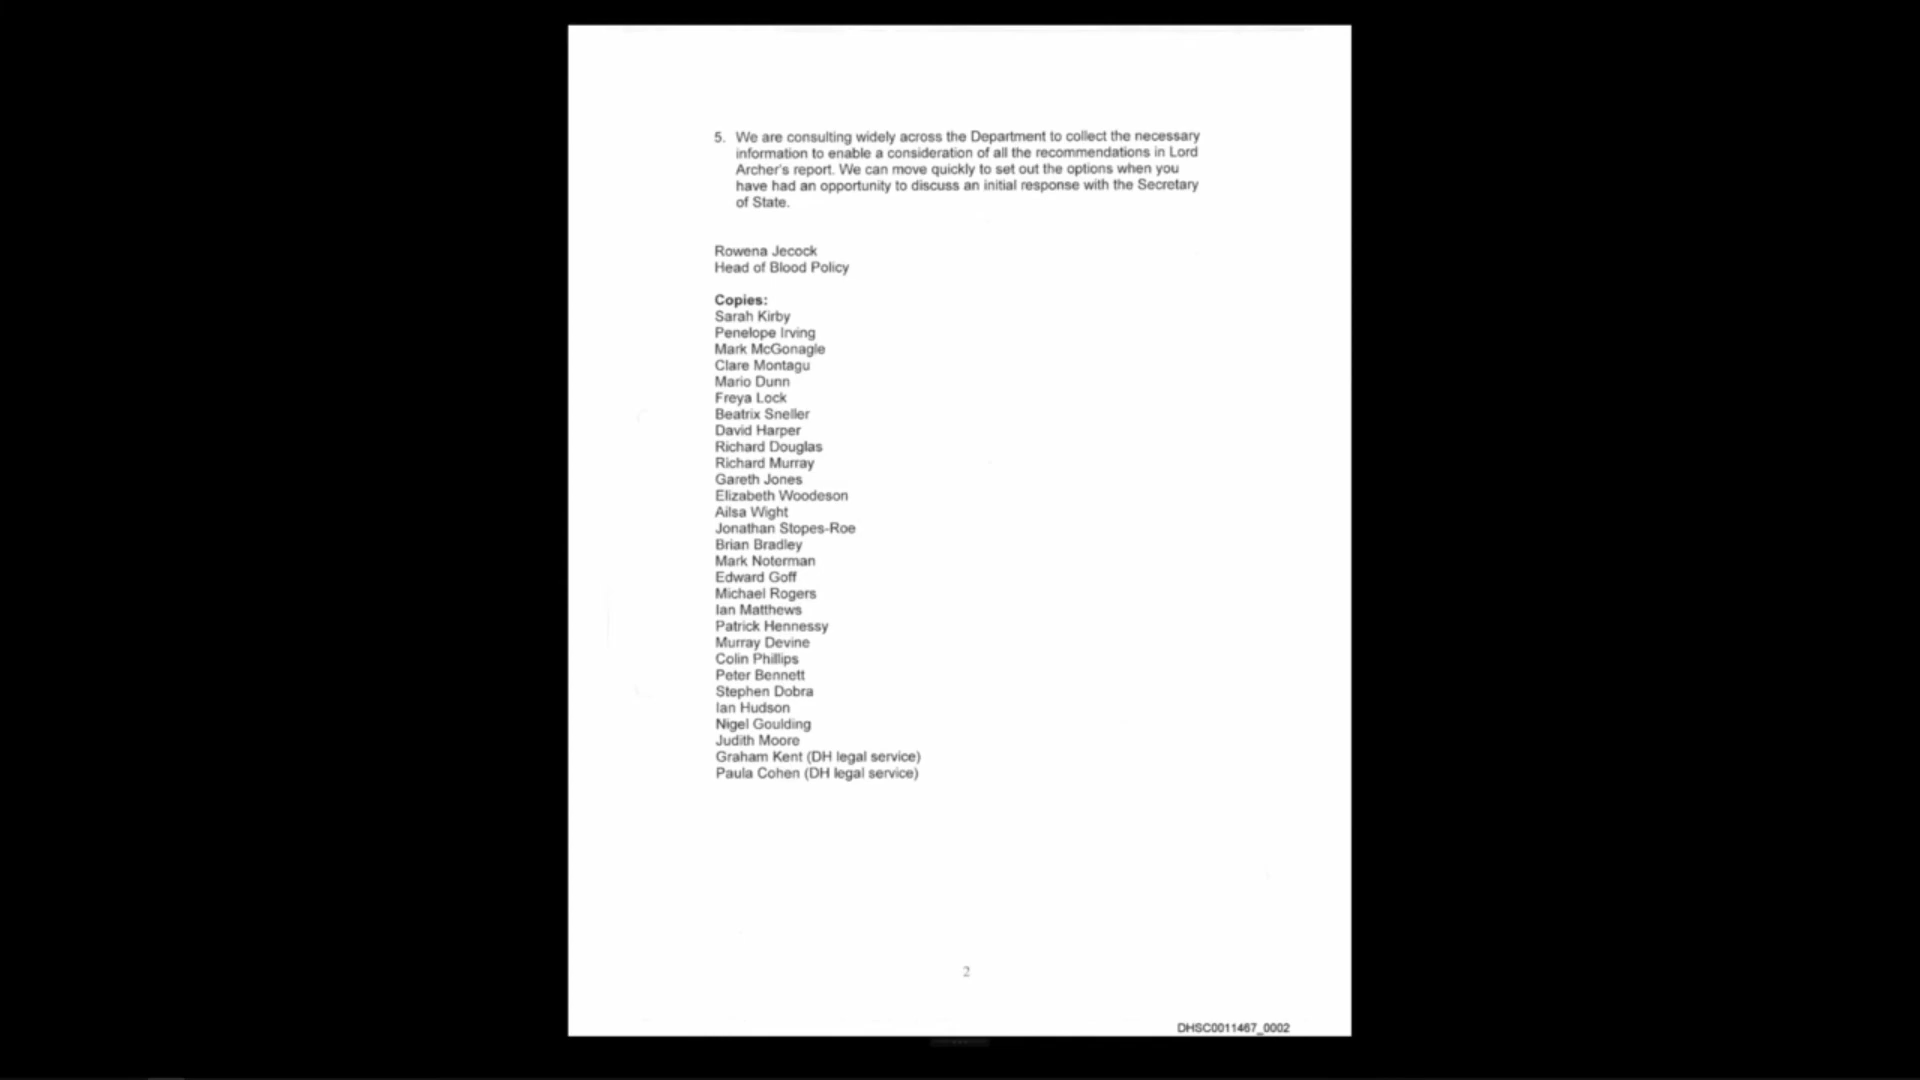 5. We are consulting widely across the Department to collect the necessary
information to enable a consideration of all the recommendations in Lord
Archer's report. We can move quickly to set out the options when you
have had an opportunity to discuss an initial response with the Secretary
of State.
Rowena Jecock
Head of Blood Policy
Copies:
Sarah Kirby
Penelope Irving
Mark McGonagle
Clare Montagu
Mario Dunn
Freya Lock
Beatrix Sneller
David Harper
Richard Douglas
Richard Murray
Gareth Jones
Elizabeth Woodeson
Ailsa Wight
Jonathan Stopes-Roe
Brian Bradley
Mark Noterman
Edward Goff
Michael Rogers
Ian Matthews
Patrick Hennessy
Murray Devine
Colin Phillips
Peter Bennett
Stephen Dobra
Ian Hudson
Nigel Goulding
Judith Moore
Graham Kent (DH legal service)
Paula Cohen (DH legal service)
2
DHSC0011467_0002